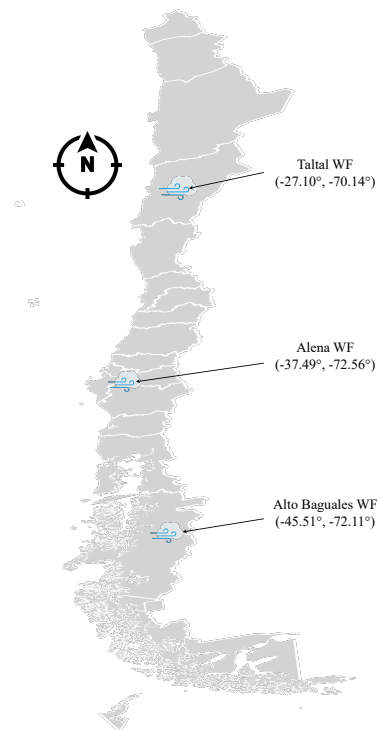 N
Taltal WF
(-27.10°, -70.14°)
Alena WF
(-37.49°, -72.56°)
Alto Baguales WF
(-45.51°, -72.11°)